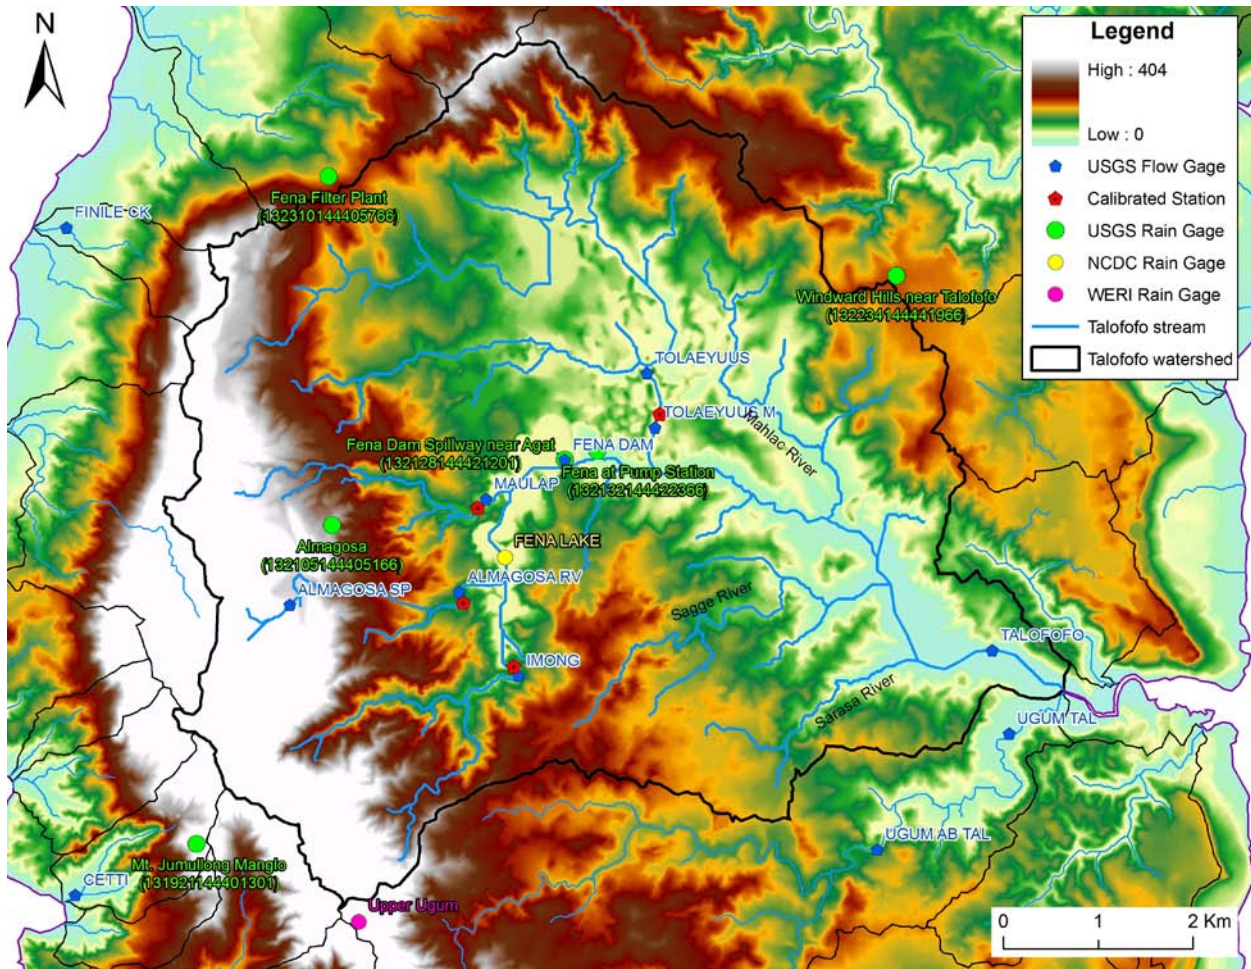 N
Legend
High : 404
Low : 0
USGS Flow Gage
Calibrated Station
USGS Rain Gage
NCDC Rain Gage
WERI Rain Gage
Talofofo stream
Talofofo watershed
Fena Filter Plant
(132310144405766)
FINILE CK
Windward Hills near Talofofo
(132234144441966)
TOLAEYUUS
TOLAEYUUS M
Mahlac River
Fena Dam Spillway near Agat
(132128144421201)
FENA DAM
Fena at Pump Station
(132132144422366)
MAULAP
Almagosa
(132105144405166)
FENA LAKE
ALMAGOSA RV
ALMAGOSA SP
Sagge River
IMONG
TALOFOFO
Sarasa River
UGUM TAL
UGUM AB TAL
Mt. Jumullong Manglo
(131921144401301)
CETTI
Upper Ugum
0 1 2 Km